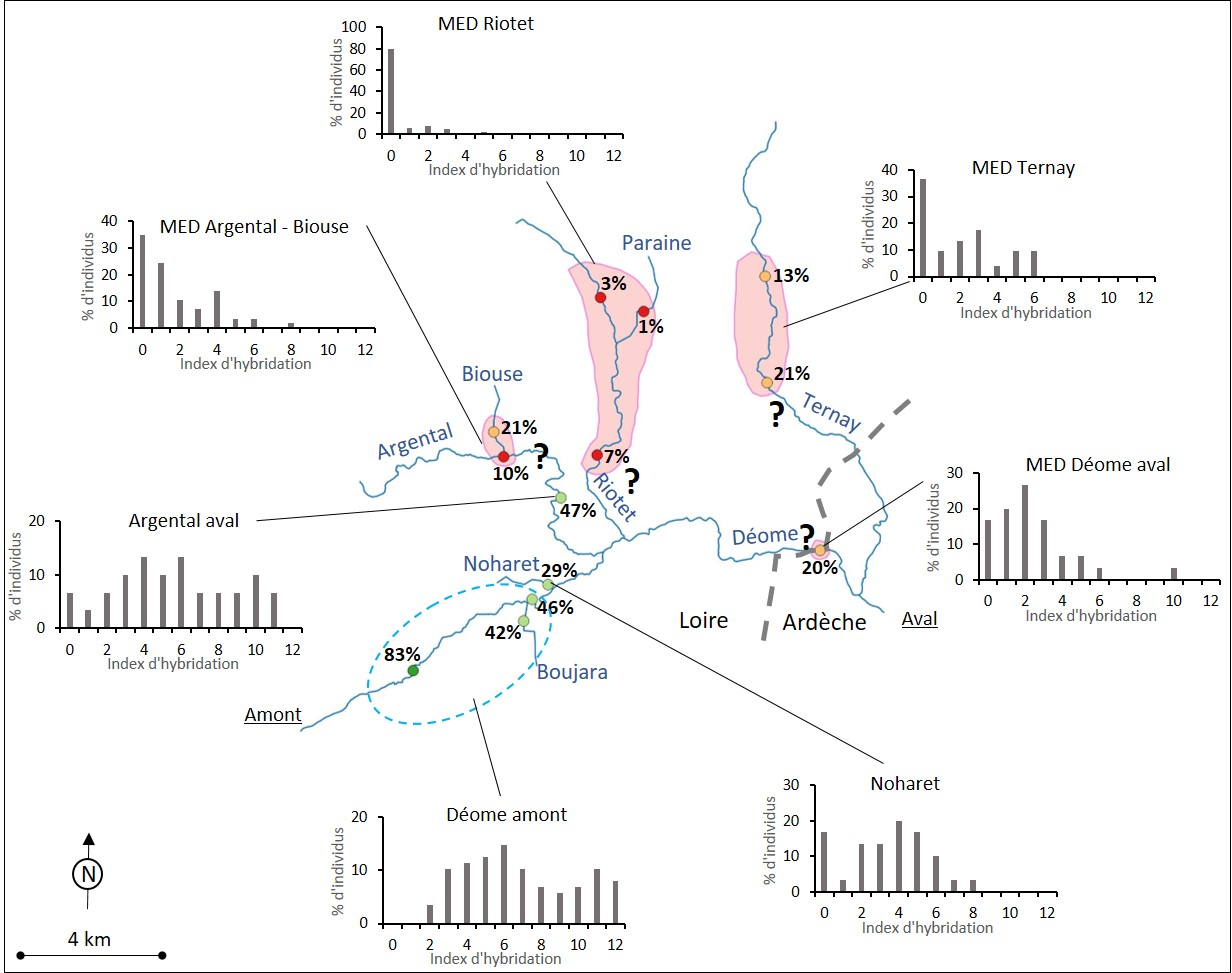 MED Riotet
% d'individus
100
80
60
40
20
0
0 2 4 6 8 10 12
Index d'hybridation
MED Ternay
% d'individus
40
30
20
10
0
0 2 4 6 8 10 12
Index d'hybridation
MED Argental - Biouse
% d'individus
40
30
20
10
0
0 2 4 6 8 10 12
Index d'hybridation
Paraine
3%
1%
13%
21%
?
Ternay
Biouse
21%
Argental
10%
?
7%
?
Riotet
MED Déome aval
% d'individus
30
20
10
0
0 2 4 6 8 10 12
Index d'hybridation
Argental aval
% d'individus
20
10
0
0 2 4 6 8 10 12
Index d'hybridation
47%
Déome
?
20%
Noharet
29%
46%
42%
83%
Boujara
Loire
Ardèche
Aval
Amont
Déome amont
% d'individus
20
10
0
0 2 4 6 8 10 12
Index d'hybridation
Noharet
% d'individus
30
20
10
0
0 2 4 6 8 10 12
Index d'hybridation
N
4 km